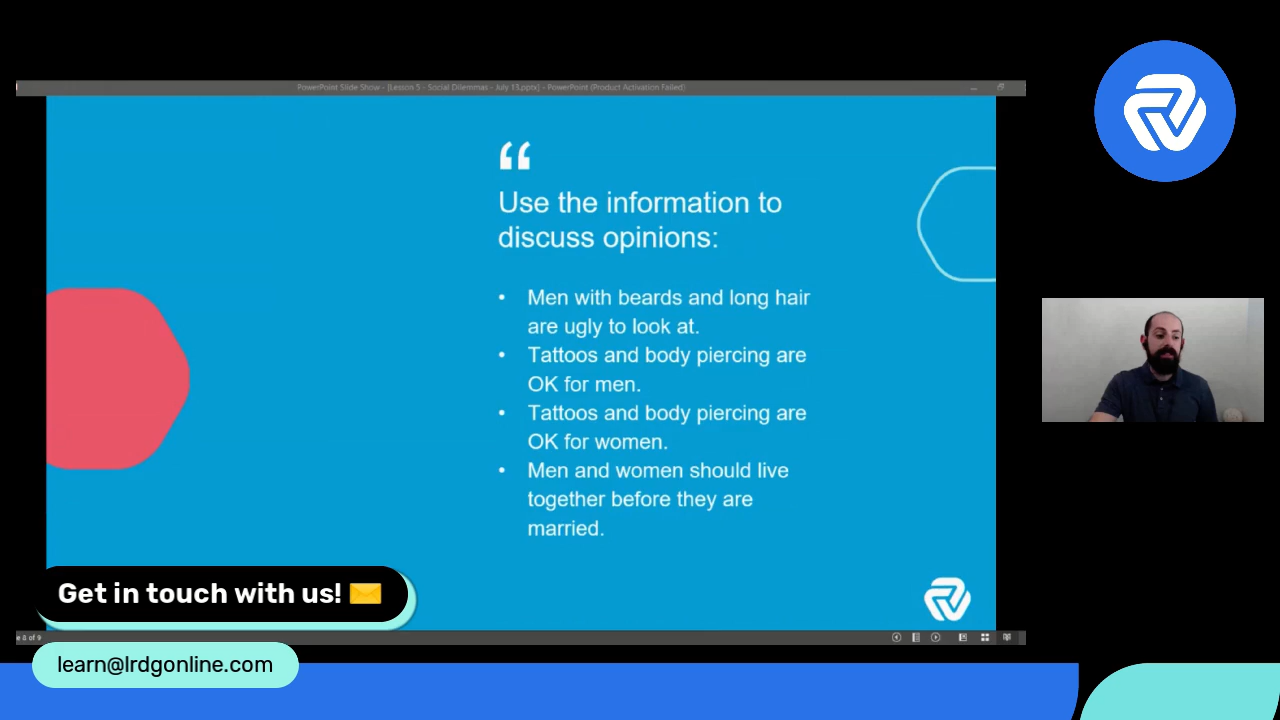 PowerPoint Slide Show - [Lesson 5 - Social Dilemmas - July 13.pptx] - PowerPoint (Product Activation Failed)
“
Use the information to
discuss opinions:
• Men with beards and long hair
are ugly to look at.
• Tattoos and body piercing are
OK for men.
• Tattoos and body piercing are
OK for women.
• Men and women should live
together before they are
married.
Get in touch with us! ✉️
e 8 of 9
learn@lrdgonline.com